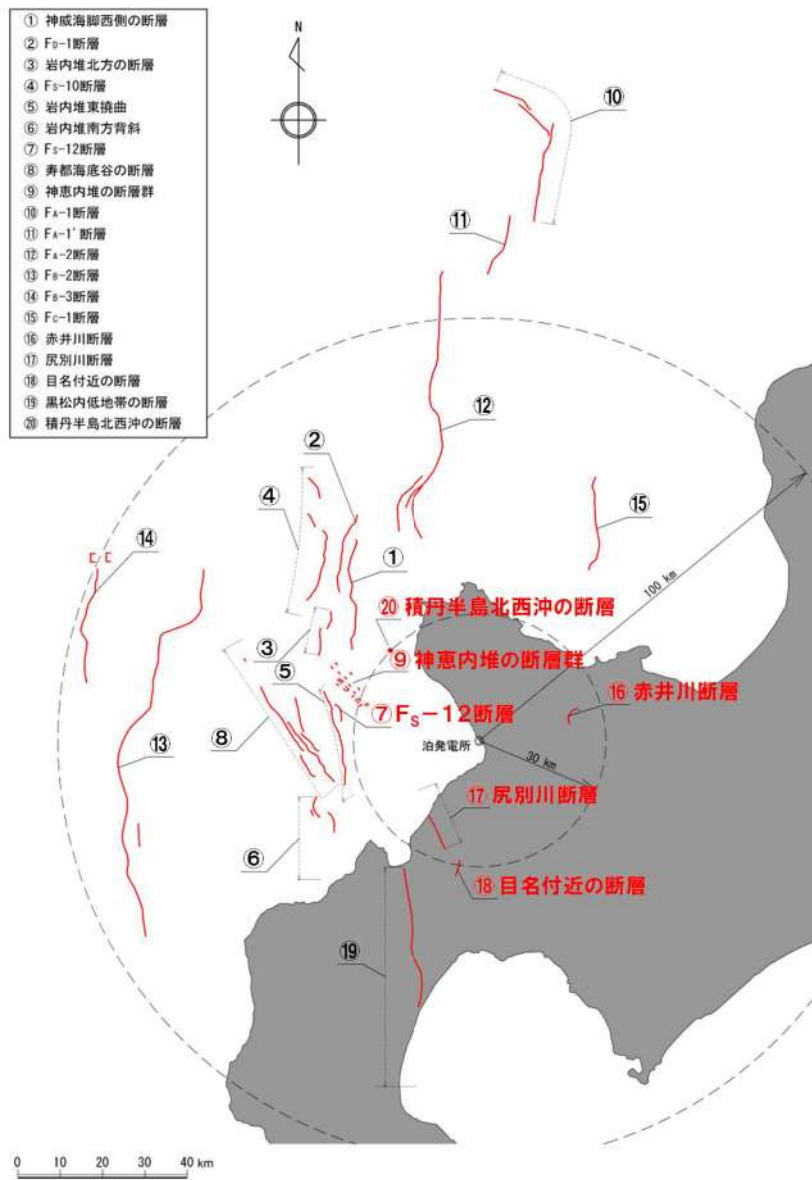 ① 神威海脚西側の断層
② FD-1断層
③ 岩内堆北方の断層
④ FS-10断層
⑤ 岩内堆東撓曲
⑥ 岩内堆南方背斜
⑦ FS-12断層
⑧ 寿都海底谷の断層
⑨ 神恵内堆の断層群
⑩ FA-1断層
⑪ FA-1'断層
⑫ FA-2断層
⑬ FB-2断層
⑭ FB-3断層
⑮ FC-1断層
⑯ 赤井川断層
⑰ 尻別川断層
⑱ 目名付近の断層
⑲ 黒松内低地帯の断層
⑳ 積丹半島北西沖の断層
N
⑩
⑪
⑫
②
④
⑮
⑭
①
100 km
⑳ 積丹半島北西沖の断層
③
⑨ 神恵内堆の断層群
⑤
⑯ 赤井川断層
⑦ FS-12断層
⑧
⑬
泊発電所
30 km
⑰ 尻別川断層
⑥
⑱ 目名付近の断層
⑲
0 10 20 40 km